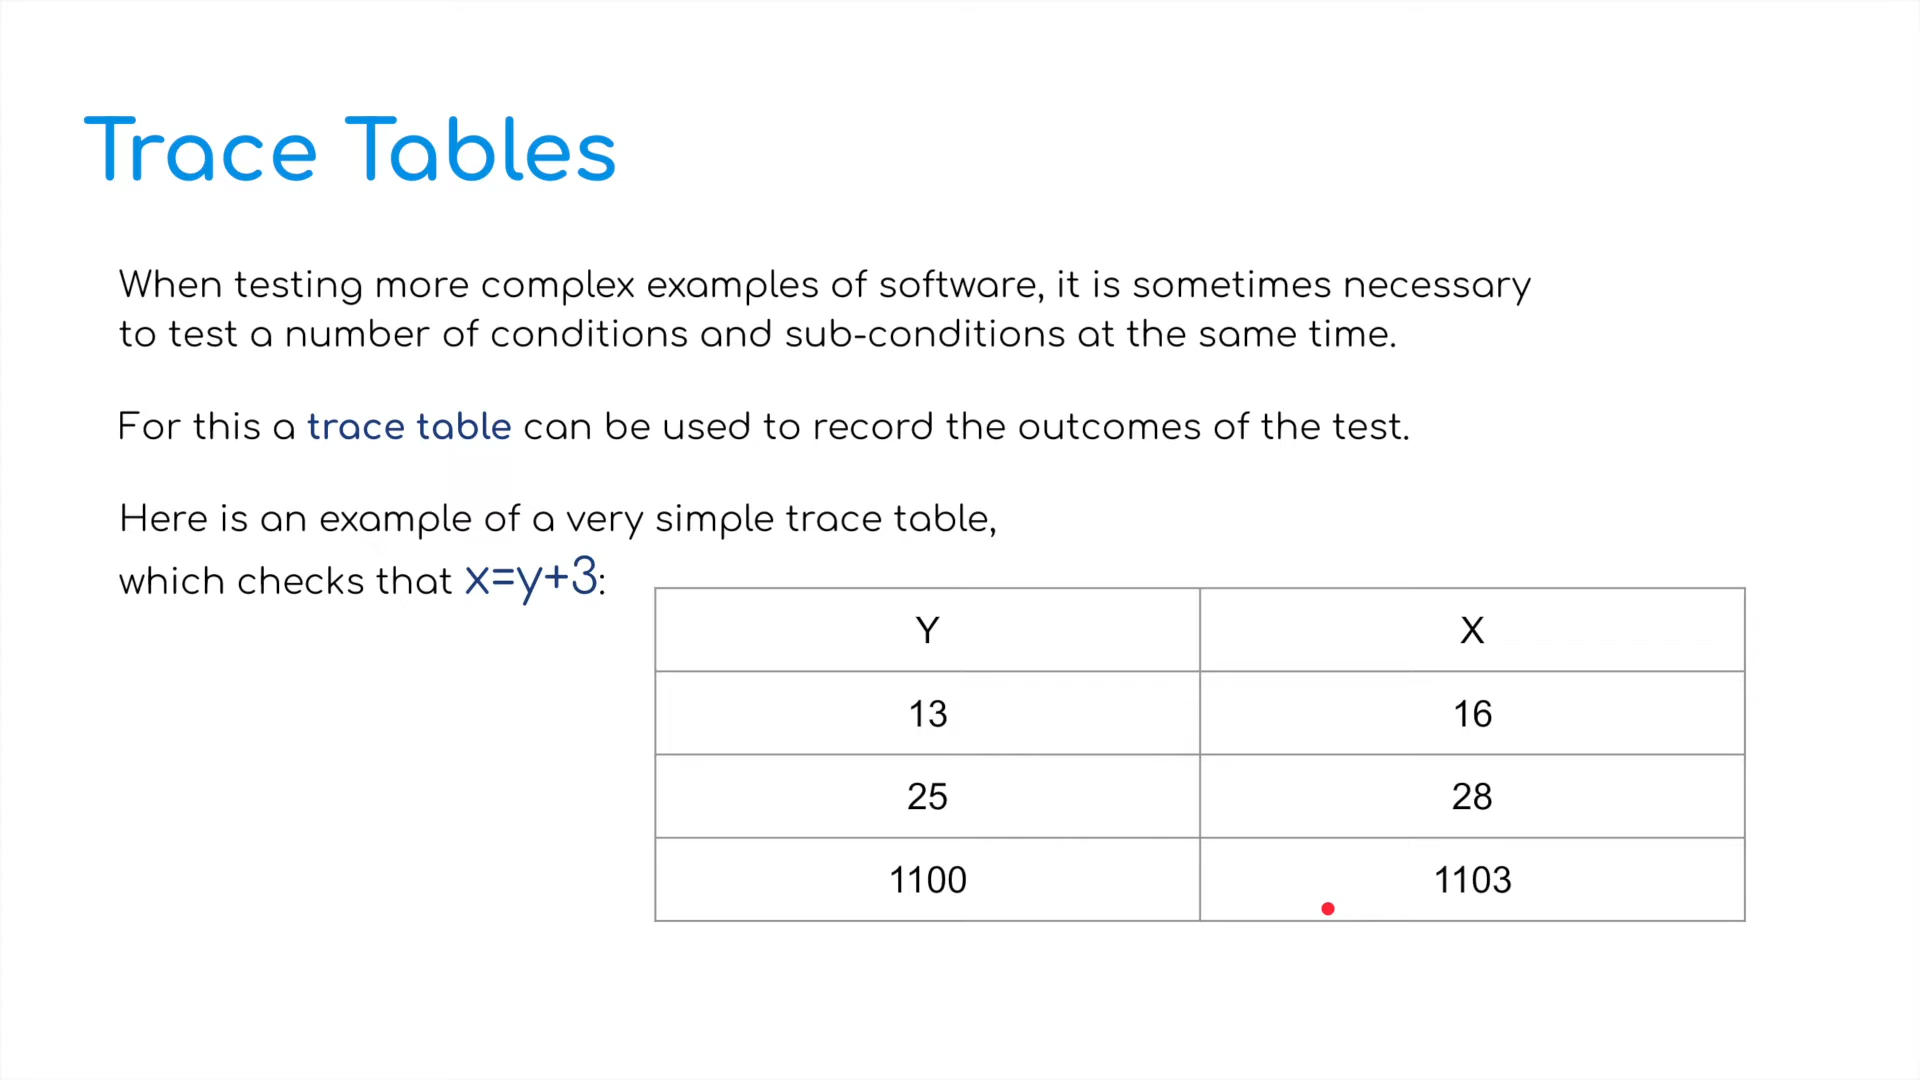 Trace Tables
When testing more complex examples of software, it is sometimes necessary
to test a number of conditions and sub-conditions at the same time.
For this a trace table can be used to record the outcomes of the test.
Here is an example of a very simple trace table,
which checks that x=y+3:
Y X
13 16
25 28
1100 1103